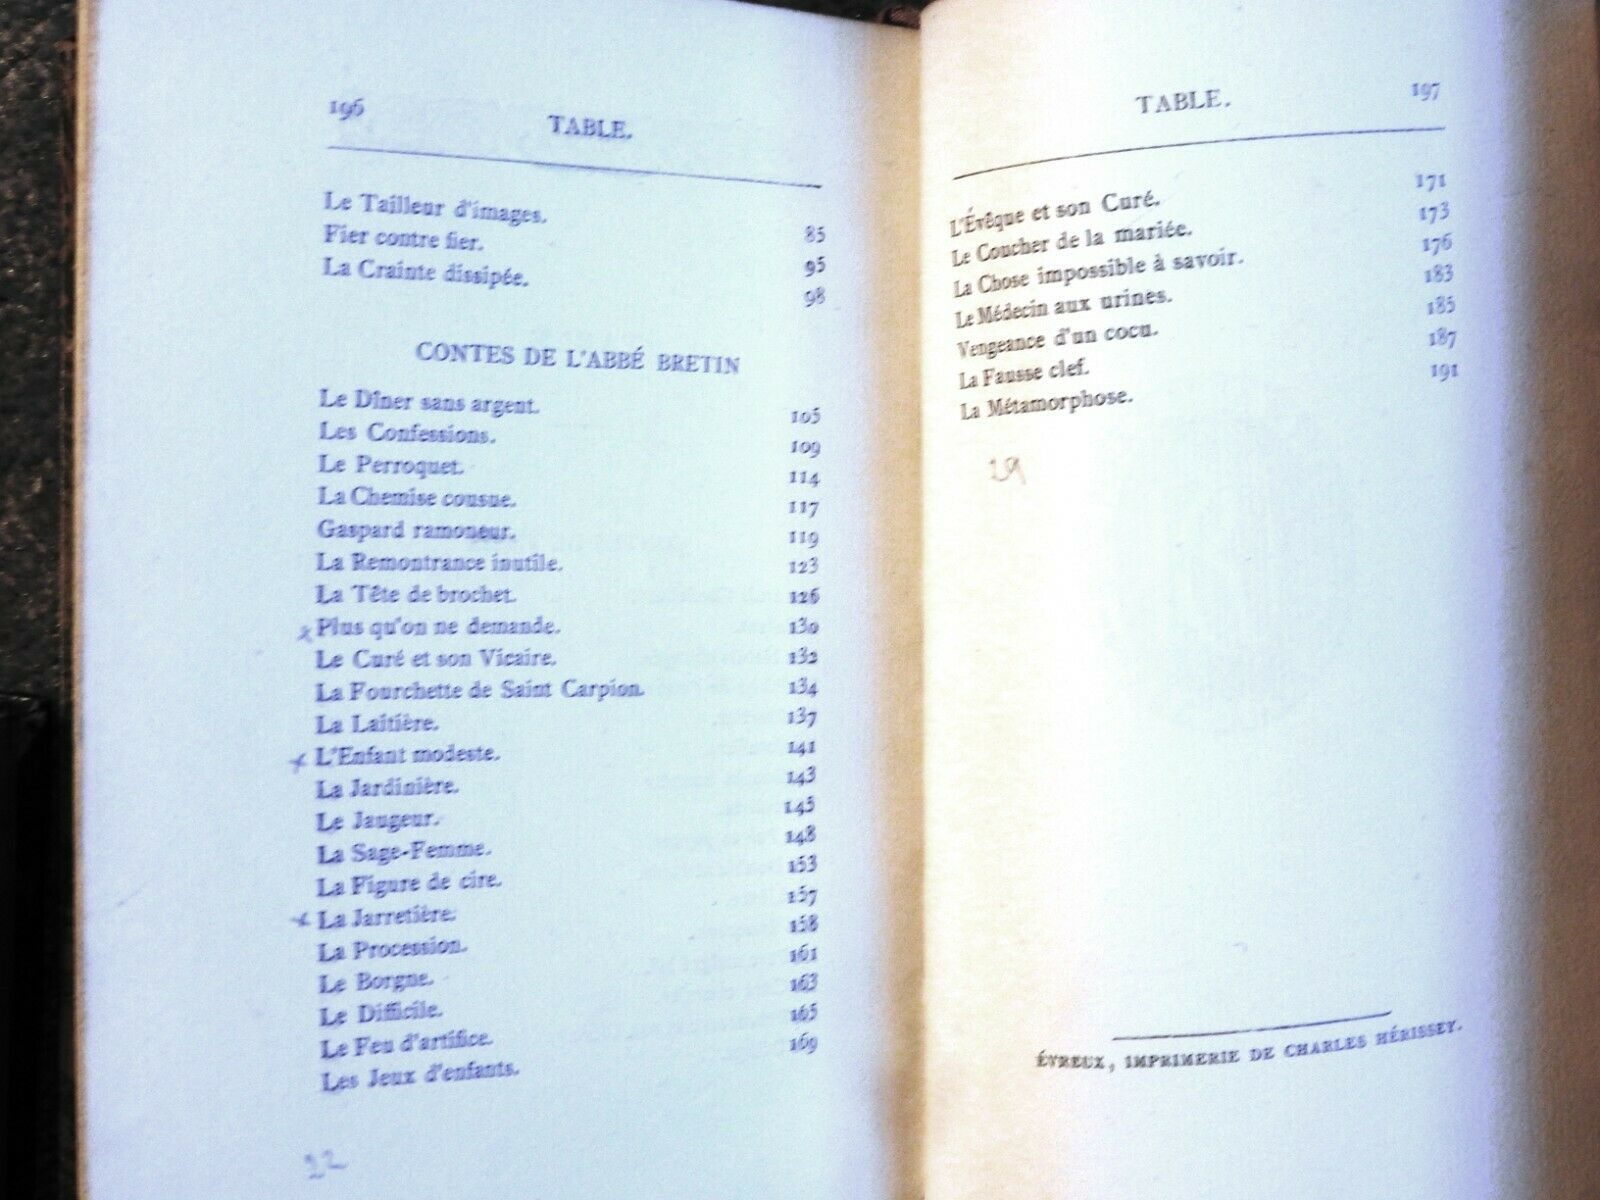 196 TABLE.
Le Tailleur d'images. 85
Fier contre fier. 95
La Crainte dissipée. 98
CONTES DE L'ABBÉ BRETIN
Le Dîner sans argent. 105
Les Confessions. 109
Le Perroquet. 114
La Chemise cousue. 117
Gaspard ramoneur. 119
La Remontrance inutile. 123
La Tête de brochet. 126
x Plus qu'on ne demande. 130
Le Curé et son Vicaire. 132
La Fourchette de Saint Carpion. 134
La Laitière. 137
x L'Enfant modeste. 141
La Jardinière. 143
Le Jaugeur. 145
La Sage-Femme. 148
La Figure de cire. 153
x La Jarretière. 157
La Procession. 158
Le Borgne. 161
Le Difficile. 163
Le Feu d'artifice. 165
Les Jeux d'enfants. 169
22
TABLE. 197
L'Évêque et son Curé. 171
Le Coucher de la mariée. 173
La Chose impossible à savoir. 176
Le Médecin aux urines. 183
Vengeance d'un cocu. 185
La Fausse clef. 187
La Métamorphose. 191
29
ÉVREUX, IMPRIMERIE DE CHARLES HÉRISSEY.